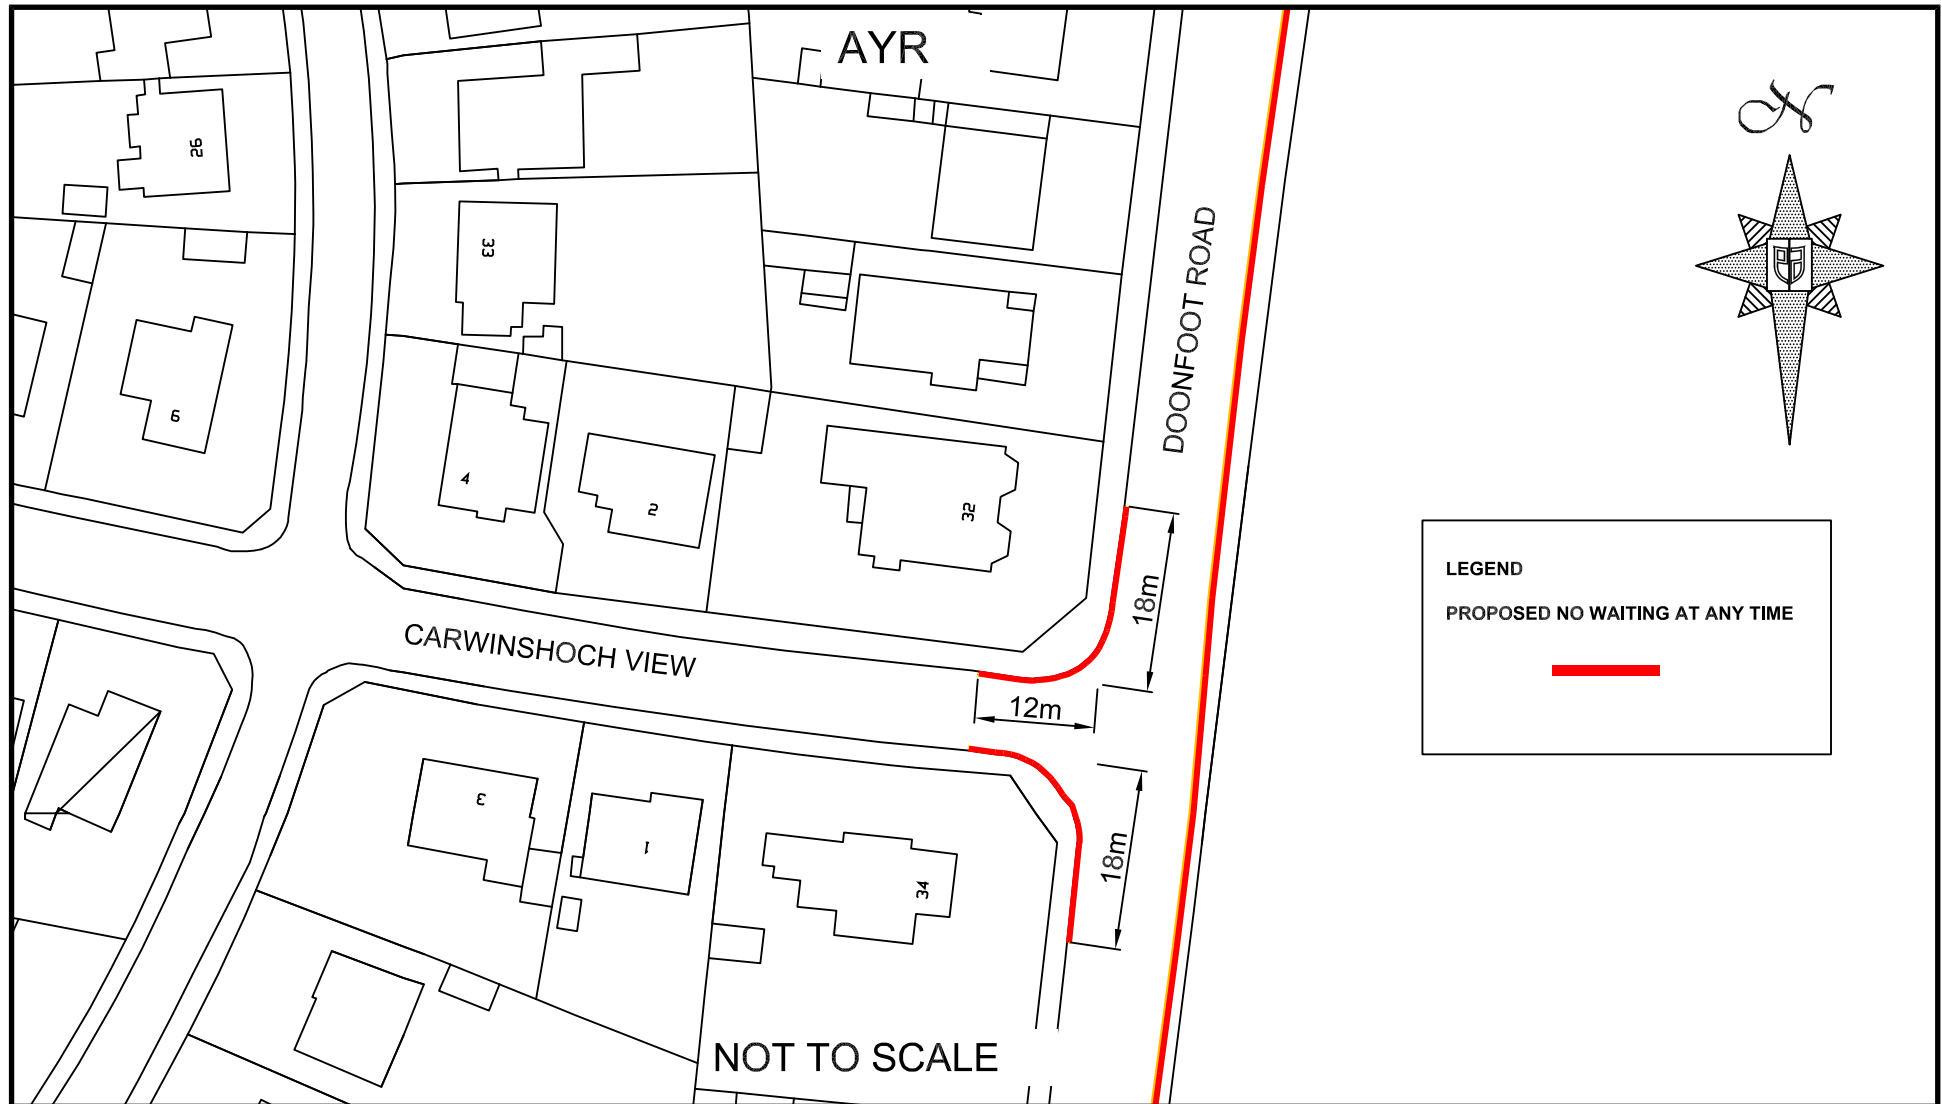 AYR
N
26
33
DOONFOOT ROAD
6
4
2
32
18m
CARWINSHOCH VIEW
12m
LEGEND
PROPOSED NO WAITING AT ANY TIME
3
1
34
18m
NOT TO SCALE